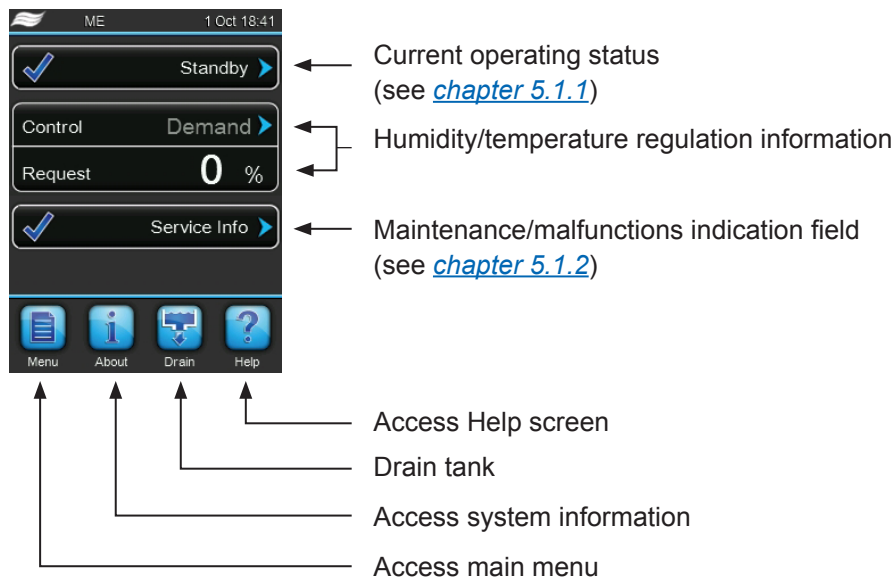 ME 1 Oct 18:41
Standby
Current operating status
(see chapter 5.1.1)
Control Demand
Humidity/temperature regulation information
Request 0 %
Service Info
Maintenance/malfunctions indication field
(see chapter 5.1.2)
Menu About Drain Help
Access Help screen
Drain tank
Access system information
Access main menu